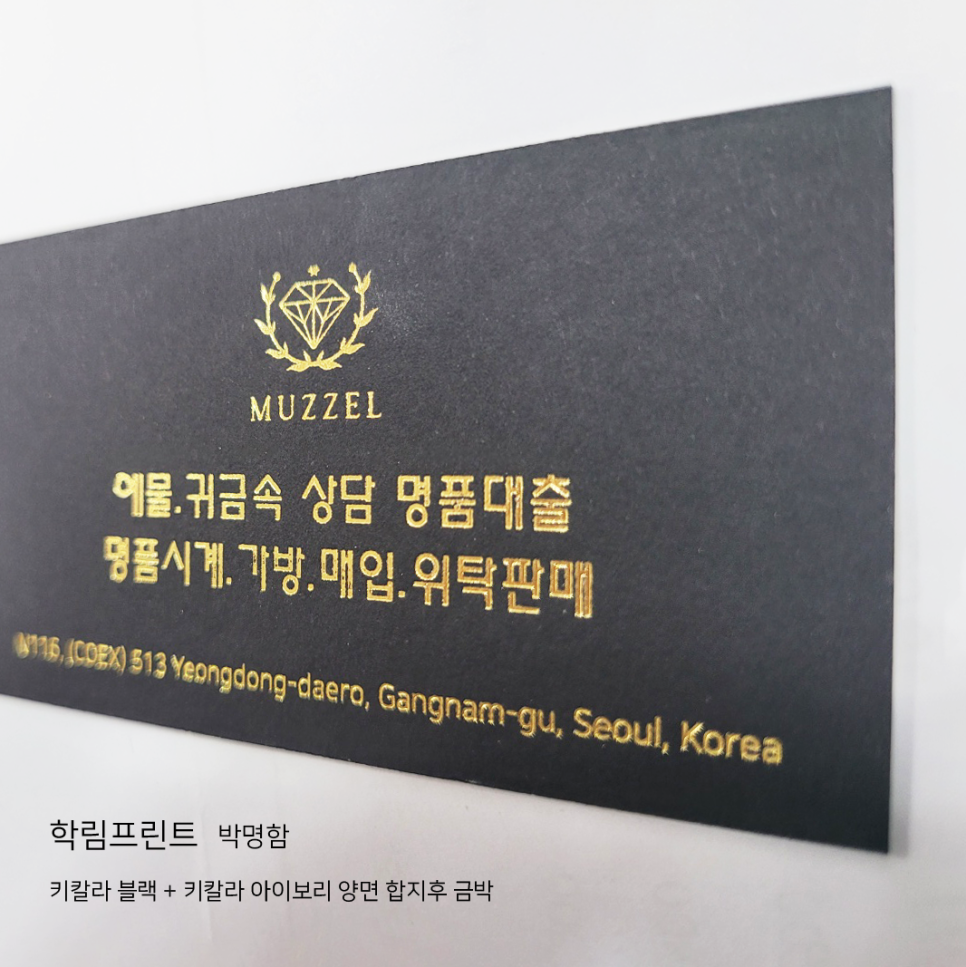 MUZZEL
예물.귀금속 상담 명품대출
명품시계.가방.매입.위탁판매
N116, (COEX) 513 Yeongdong-daero, Gangnam-gu, Seoul, Korea
학림프린트 박명함
키칼라 블랙 + 키칼라 아이보리 양면 합지후 금박